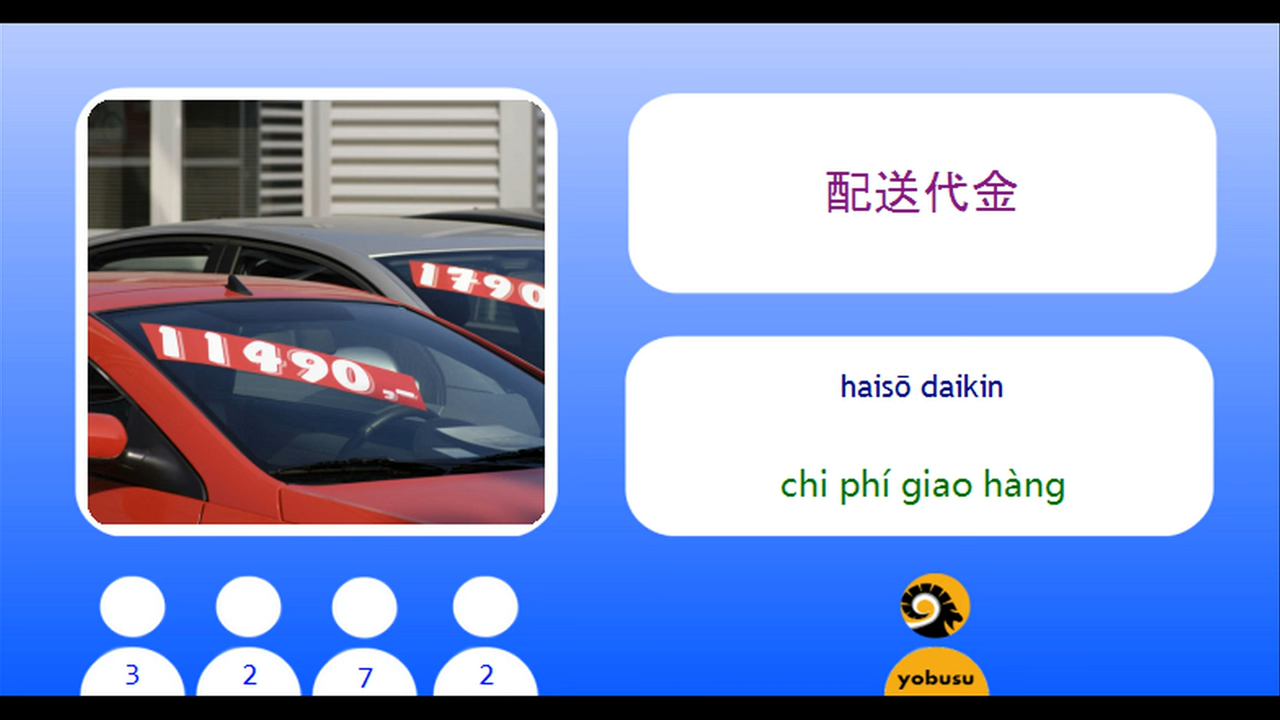 1790
11490,-
配送代金
haisō daikin
chi phí giao hàng
3 2 7 2
yobusu